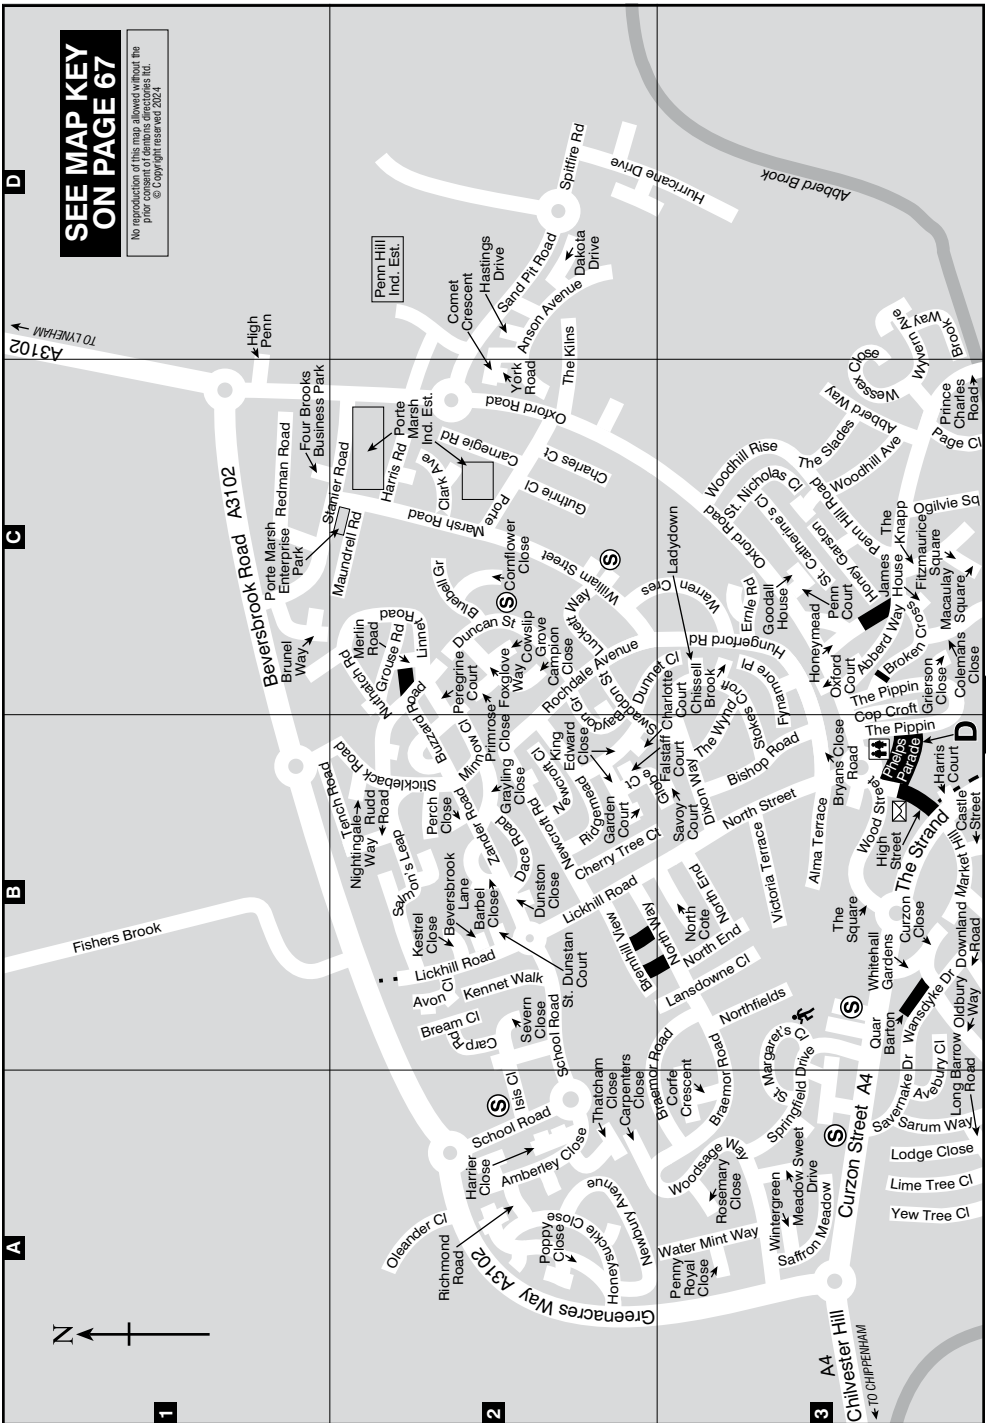 SEE MAP KEY
ON PAGE 67
No reproduction of this map allowed without the
prior consent of dentons directories ltd.
© Copyright reserved 2024
A
B
C
D
1
2
3
N
TO LYNEHAM
A3102
High
Penn
Four Brooks
Business Park
Redman Road
Porte Marsh
Enterprise
Park
Beversbrook Road A3102
Brunel
Way
Fishers Brook
Penn Hill
Ind. Est.
Spitfire Rd
Hurricane Drive
Abberd Brook
Sand Pit Road
Dakota
Drive
Hastings
Drive
Comet
Crescent
Anson Avenue
York
Road
The Kilns
Oxford Road
Stanier Road
Maundrell Rd
Harris Rd
Porte
Marsh
Ind. Est.
Clark Ave
Carnegie Rd
Charles Ct
Guthrie Cl
Porte
Marsh Road
Cornflower
Close
S
S
William Street
Bluebell Gr
Duncan St
Cowslip
Grove
Foxglove
Way
Campion
Close
Luckett Way
Merlin
Road
Grouse Rd
Linnet
Road
Nuthatch Rd
Peregrine
Court
Primrose
Buzzard Road
Minnow Cl
Rochdale Avenue
Baydon Gr
Swaddon St
Dunnet Cl
Tench Road
Stickleback Road
Nightingale
Way
Rudd
Road
Perch
Close
Salmon's Leap
Zander Road
Grayling Close
Close
Dace Road
Newcroft Rd
Newcroft Cl
King
Edward
Close
Ridgemead
Garden
Court
Globe Ct
Cherry Tree Ct
Kestrel
Close
Beversbrook
Lane
Barbel
Close
Dunston
Close
Lickhill Road
Lickhill Road
Avon Cl
Kennet Walk
St. Dunstan
Court
Bream Cl
Carp Rd
Severn
Close
School Road
Bremhill View
Isis Cl
S
School Road
Harrier
Close
Amberley Close
Thatcham
Close
Carpenters
Close
Oleander Cl
Richmond
Road
Poppy
Close
Honeysuckle Close
Newbury Avenue
Greenacres Way A3102
Ladydown
Warren Cres
Hungerford Rd
Charlotte
Court
Chissell
Brook
Falstaff
Court
Savoy
Court
Dixon Way
The Wynd
Stokes Croft
Fynamore Pl
Bishop Road
North Street
Ernle Rd
Goodall
House
Oxford Road
Woodhill Rise
St. Nicholas Cl
St. Catherine's Cl
Penn
Court
Honeymead
Oxford
Court
Honey Garston
Penn Hill Road
The Slades
Woodhill Ave
Abberd Way
Wessex Close
Wyvern Ave
Brook Way
Prince
Charles
Road
Page Cl
Ogilvie Sq
The
Knapp
James
House
Fitzmaurice
Square
Macaulay
Square
Abberd Way
Broken Cross
Colemans
Close
Grierson
Close
The Pippin
Cop Croft
The Pippin
Phelps
Parade
D
Harris
Court
Bryans Close
Road
Wood Street
High
Street
The Strand
Castle
Street
Market Hill
Alma Terrace
Victoria Terrace
North End
North
Cote
North End
North Way
Lansdowne Cl
Northfields
The
Square
Curzon
Close
Whitehall
Gardens
Downland
Road
Oldbury
Way
Quar
Barton
Wansdyke Dr
S
S
Braemor Road
Braemor Road
Corfe
Crescent
St. Margaret's Cl
Springfield Drive
Savernake Dr
Avebury Cl
Long Barrow
Road
Sarum Way
Lodge Close
Lime Tree Cl
Yew Tree Cl
Curzon Street A4
Woodsage Way
Rosemary
Close
Meadow Sweet
Drive
Wintergreen
Saffron Meadow
Water Mint Way
Penny
Royal
Close
A4
Chilvester Hill
TO CHIPPENHAM